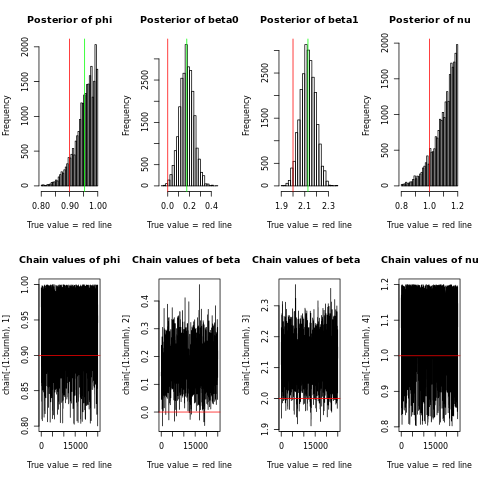 Posterior of phi
Frequency
0 500 1000 1500 2000
0.80 0.90 1.00
True value = red line
Posterior of beta0
Frequency
0 500 1500 2500
0.0 0.2 0.4
True value = red line
Posterior of beta1
Frequency
0 500 1500 2500
1.9 2.1 2.3
True value = red line
Posterior of nu
Frequency
0 500 1000 1500 2000
0.8 1.0 1.2
True value = red line
Chain values of phi
chain[-(1:burnIn), 1]
0.80 0.85 0.90 0.95 1.00
0 15000
True value = red line
Chain values of beta
chain[-(1:burnIn), 2]
0.0 0.1 0.2 0.3 0.4
0 15000
True value = red line
Chain values of beta
chain[-(1:burnIn), 3]
1.9 2.0 2.1 2.2 2.3
0 15000
True value = red line
Chain values of nu
chain[-(1:burnIn), 4]
0.8 0.9 1.0 1.1 1.2
0 15000
True value = red line